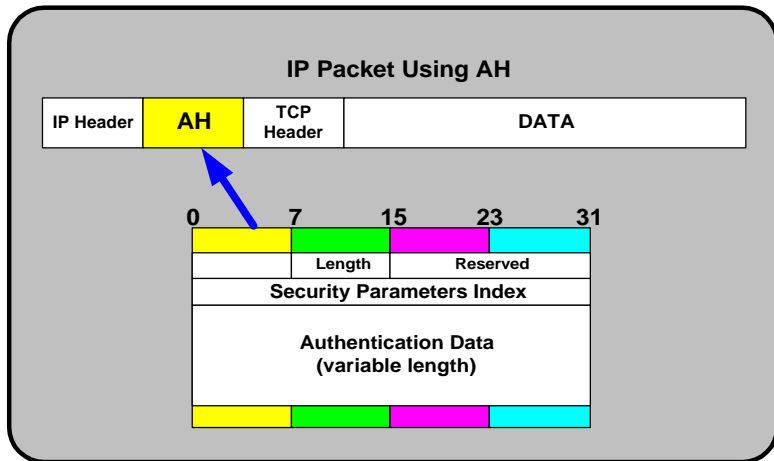 IP Packet Using AH
IP Header AH TCP Header DATA
0 7 15 23 31
Length Reserved
Security Parameters Index
Authentication Data
(variable length)